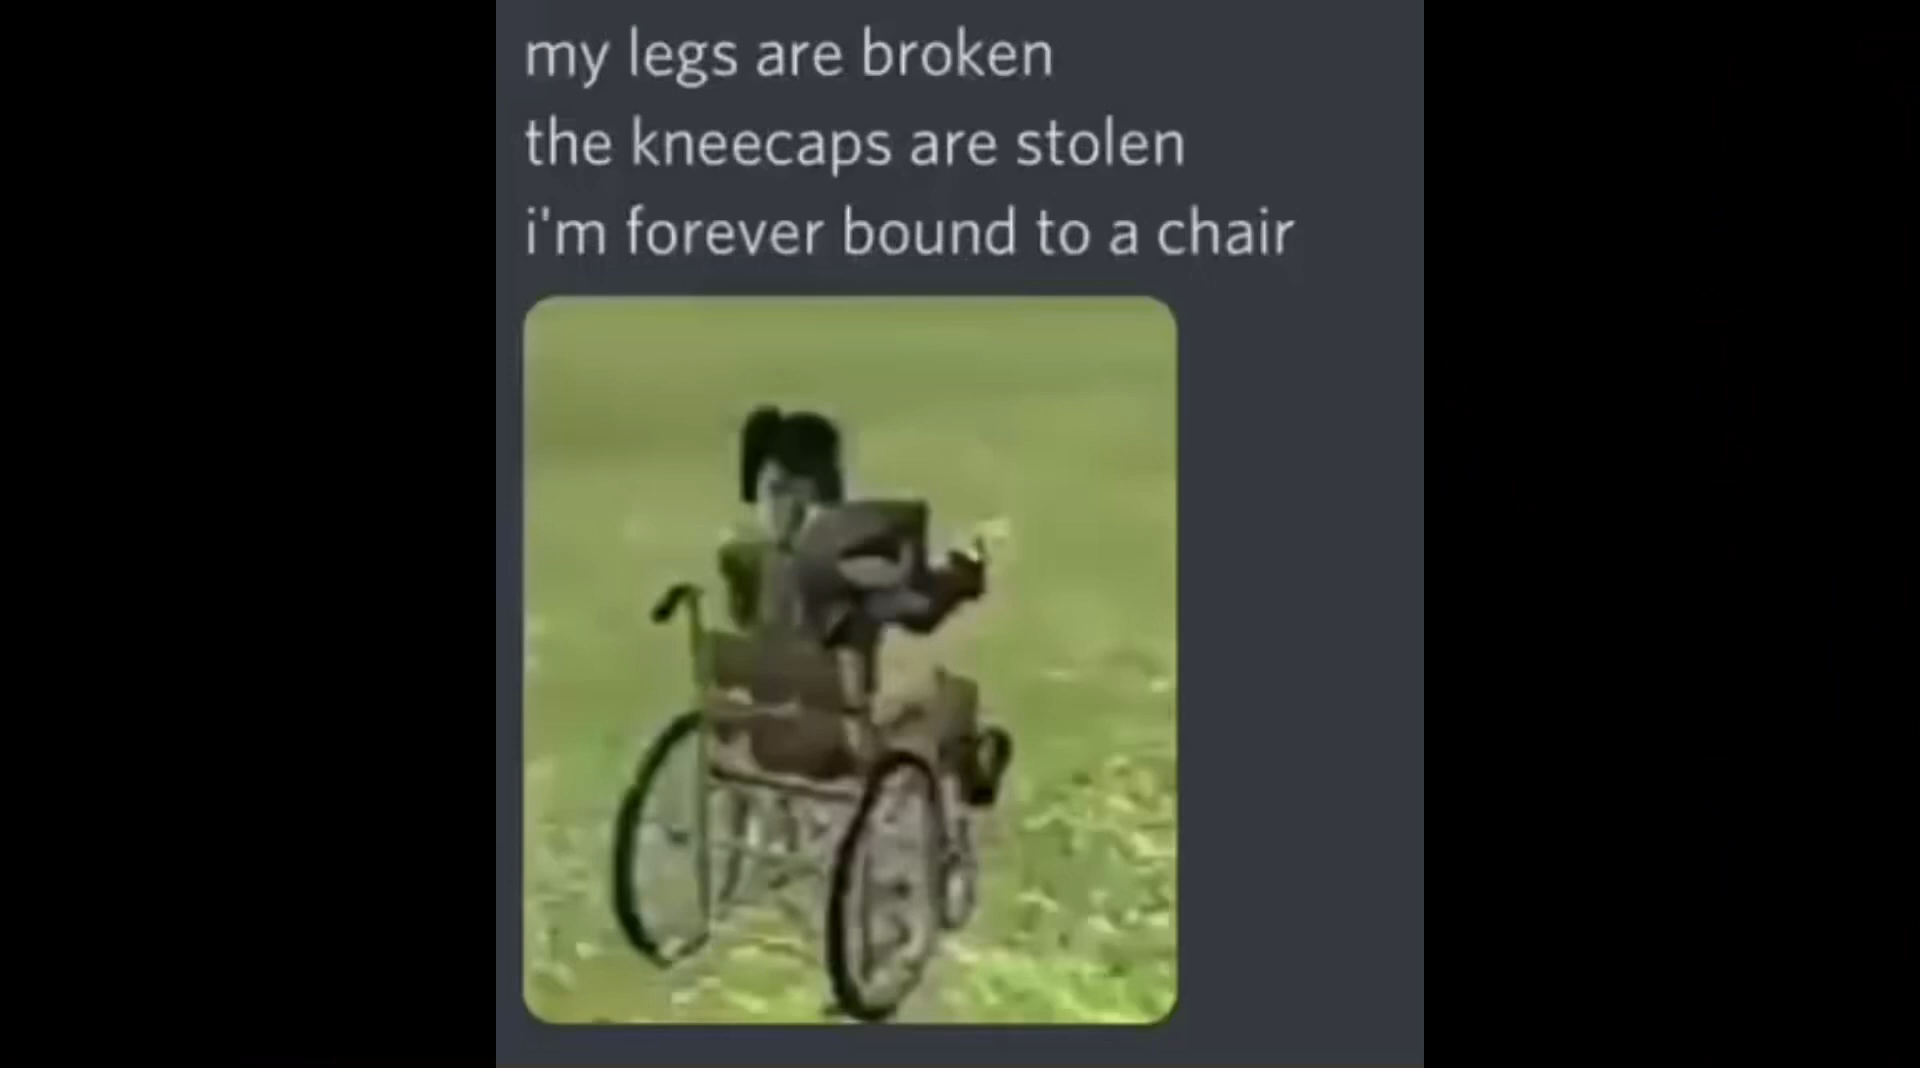 my legs are broken
the kneecaps are stolen
i'm forever bound to a chair